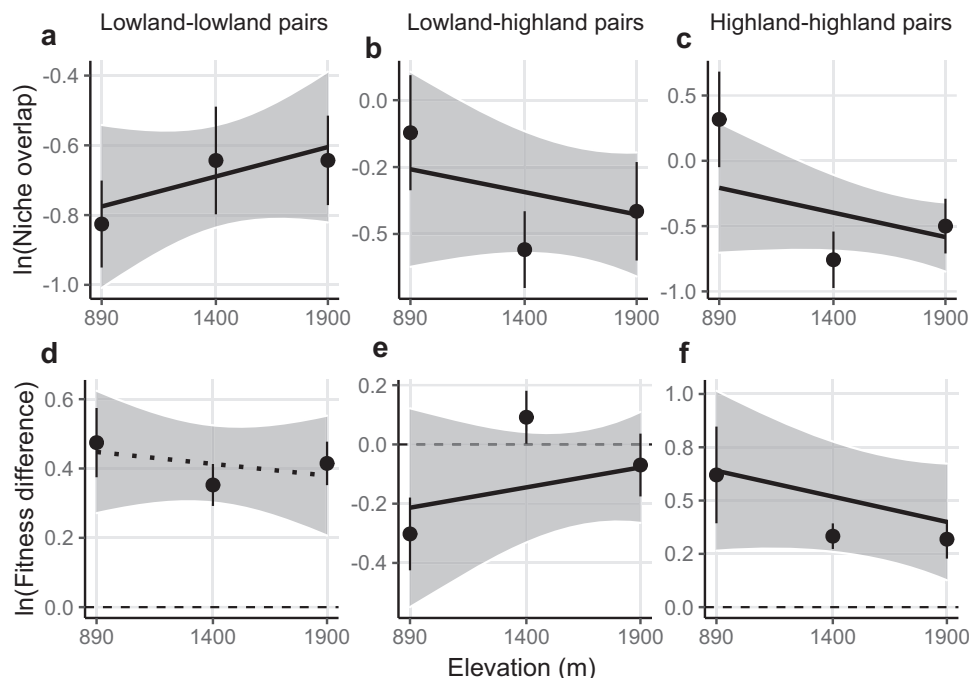 Lowland-lowland pairs
Lowland-highland pairs
Highland-highland pairs
a
b
c
ln(Niche overlap)
-0.4
-0.6
-0.8
-1.0
0.0
-0.2
-0.5
0.5
0.0
-0.5
-1.0
890 1400 1900
890 1400 1900
890 1400 1900
d
e
f
ln(Fitness difference)
0.6
0.4
0.2
0.0
0.2
0.0
-0.2
-0.4
1.0
0.8
0.5
0.2
0.0
890 1400 1900
890 1400 1900
890 1400 1900
Elevation (m)